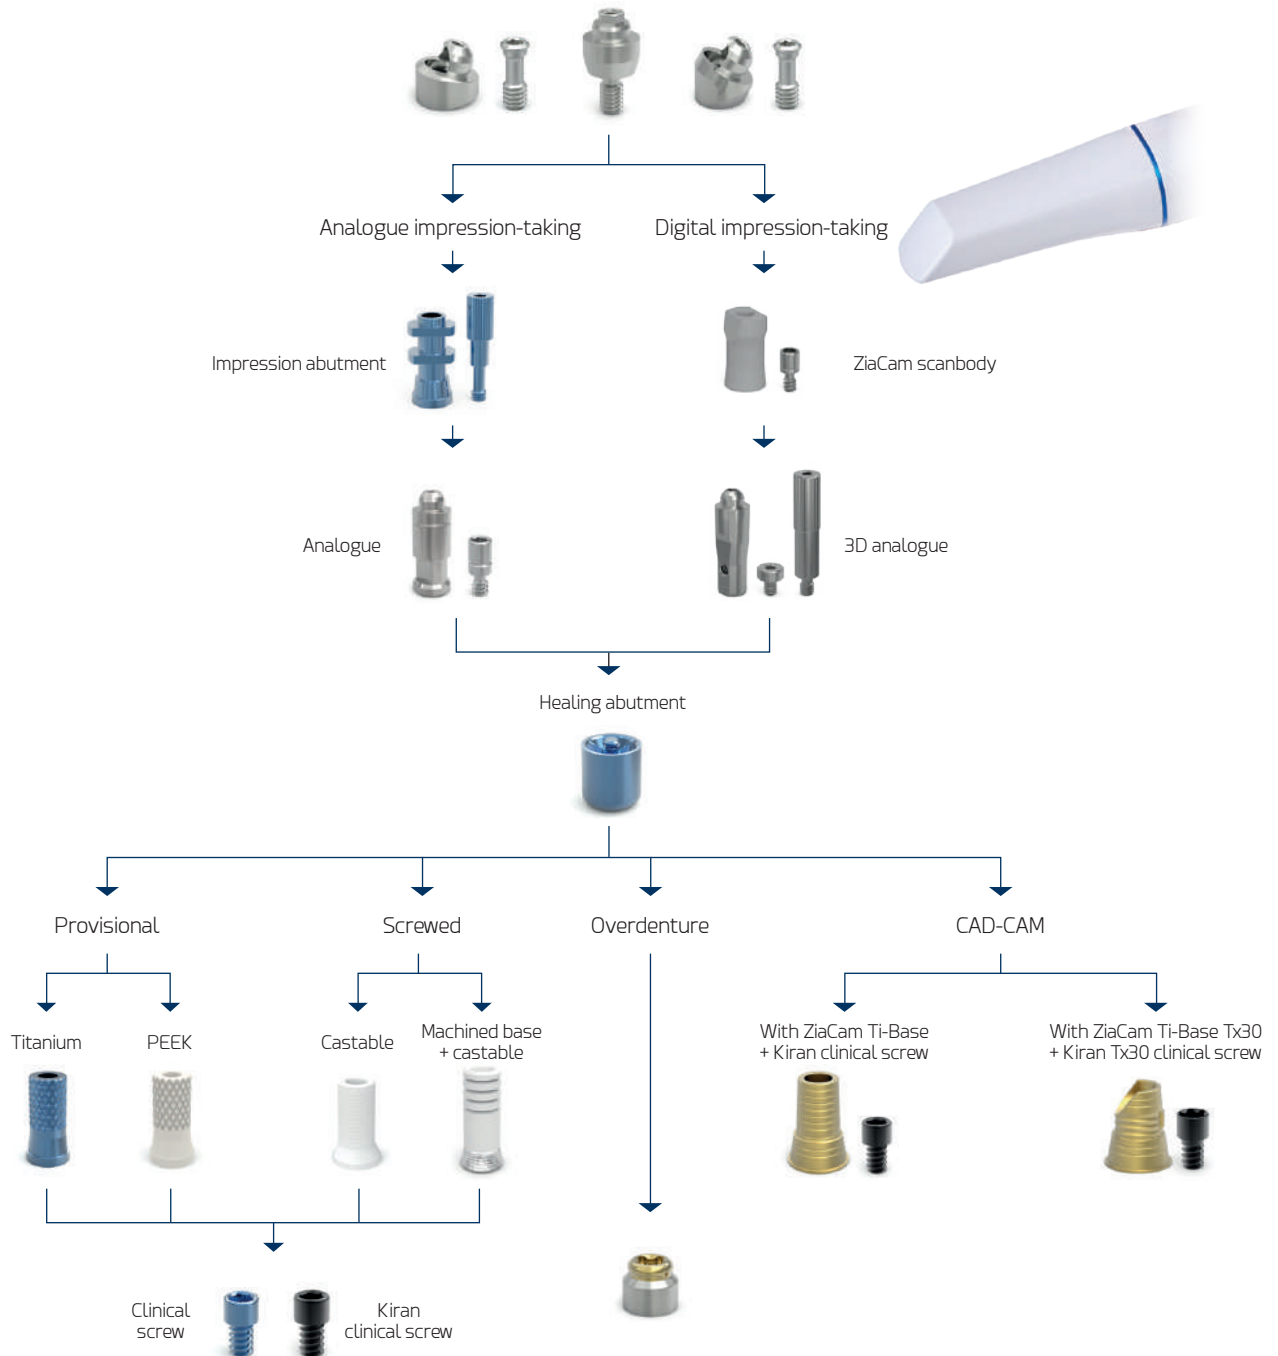 Analogue impression-taking
Digital impression-taking
Impression abutment
ZiaCam scanbody
Analogue
3D analogue
Healing abutment
Provisional
Screwed
Overdenture
CAD-CAM
Titanium
PEEK
Castable
Machined base
+ castable
With ZiaCam Ti-Base
+ Kiran clinical screw
With ZiaCam Ti-Base Tx30
+ Kiran Tx30 clinical screw
Clinical
screw
Kiran
clinical screw